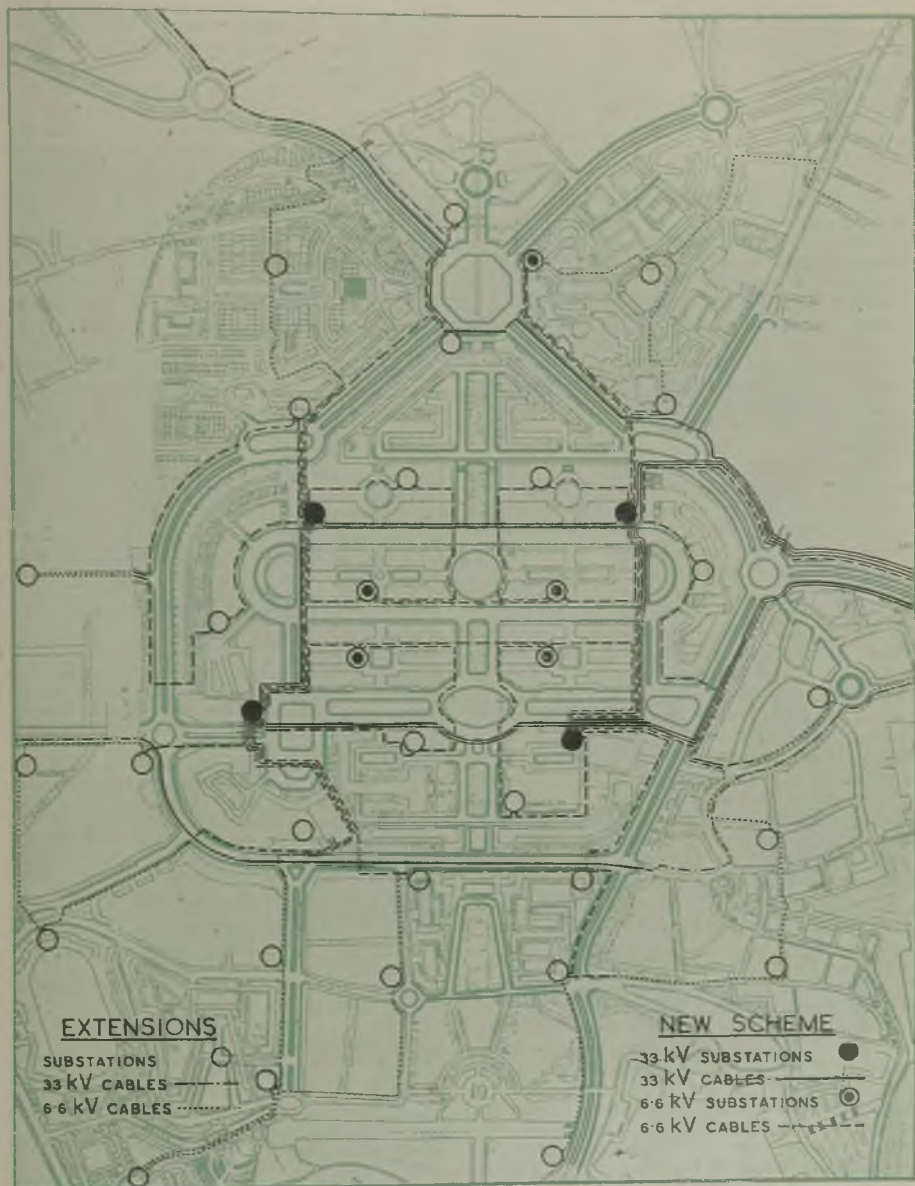 EXTENSIONS
SUBSTATIONS
33 kV CABLES
6·6 kV CABLES
NEW SCHEME
33 kV SUBSTATIONS
33 kV CABLES
6·6 kV SUBSTATIONS
6·6 kV CABLES